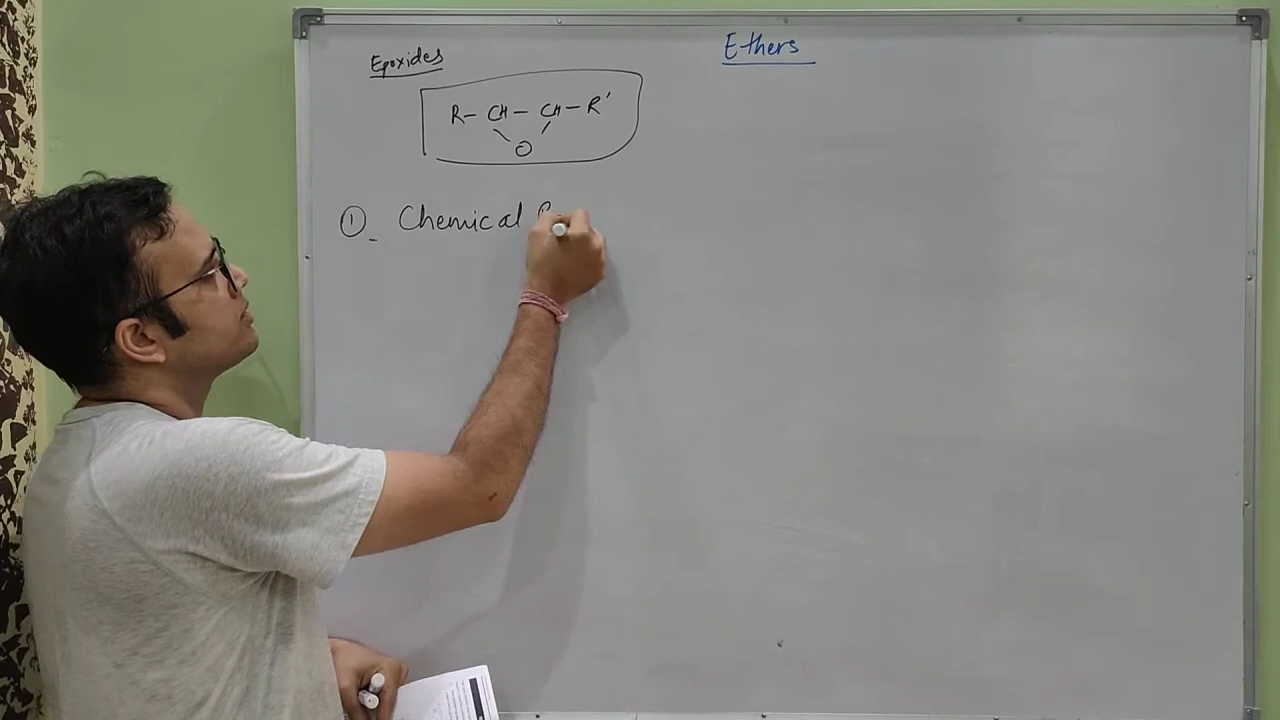 Ethers
Epoxides
R- CH - CH - R'
O
① Chemical